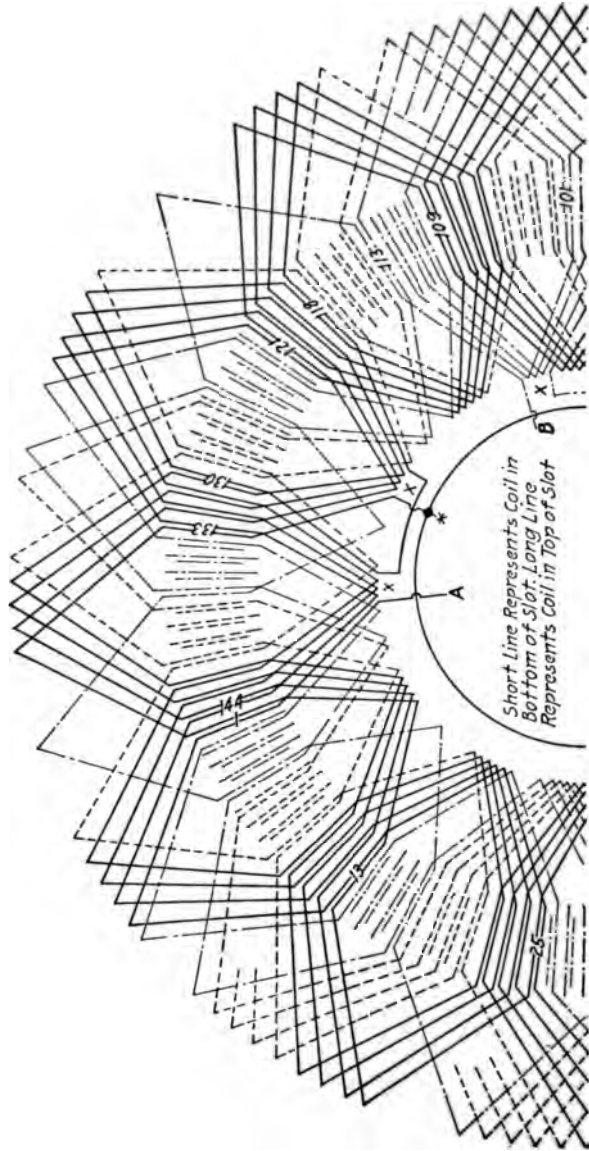 101
109
113
118
121
130
133
144
1
13
25
X
X
X
*
A
B
Short Line Represents Coil in
Bottom of Slot. Long Line
Represents Coil in Top of Slot